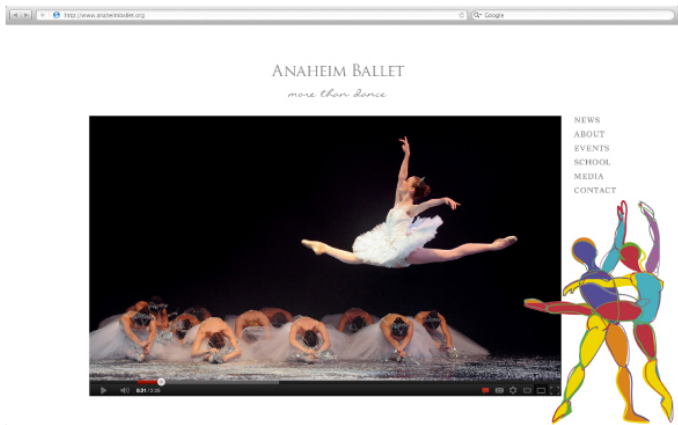 http://www.anaheimballet.org
Google
ANAHEIM BALLET
more than dance
NEWS
ABOUT
EVENTS
SCHOOL
MEDIA
CONTACT
0:21 / 2:26